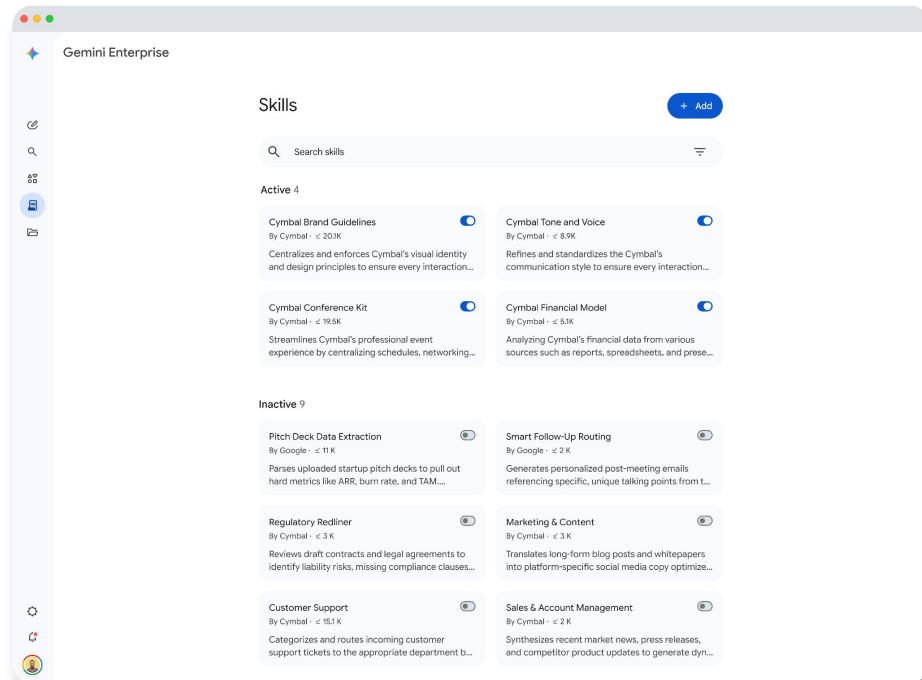 Gemini Enterprise
Skills
+ Add
Search skills
Active 4
Cymbal Brand Guidelines
By Cymbal · 20.1K
Centralizes and enforces Cymbal's visual identity
and design principles to ensure every interaction...
Cymbal Tone and Voice
By Cymbal · 8.9K
Refines and standardizes the Cymbal's
communication style to ensure every interaction...
Cymbal Conference Kit
By Cymbal · 19.5K
Streamlines Cymbal's professional event
experience by centralizing schedules, networking...
Cymbal Financial Model
By Cymbal · 5.1K
Analyzing Cymbal's financial data from various
sources such as reports, spreadsheets, and prese...
Inactive 9
Pitch Deck Data Extraction
By Google · 11 K
Parses uploaded startup pitch decks to pull out
hard metrics like ARR, burn rate, and TAM....
Smart Follow-Up Routing
By Google · 2 K
Generates personalized post-meeting emails
referencing specific, unique talking points from t...
Regulatory Redliner
By Cymbal · 3 K
Reviews draft contracts and legal agreements to
identify liability risks, missing compliance clauses...
Marketing & Content
By Cymbal · 3 K
Translates long-form blog posts and whitepapers
into platform-specific social media copy optimize...
Customer Support
By Cymbal · 15.1 K
Categorizes and routes incoming customer
support tickets to the appropriate department b...
Sales & Account Management
By Cymbal · 2 K
Synthesizes recent market news, press releases,
and competitor product updates to generate dyn...